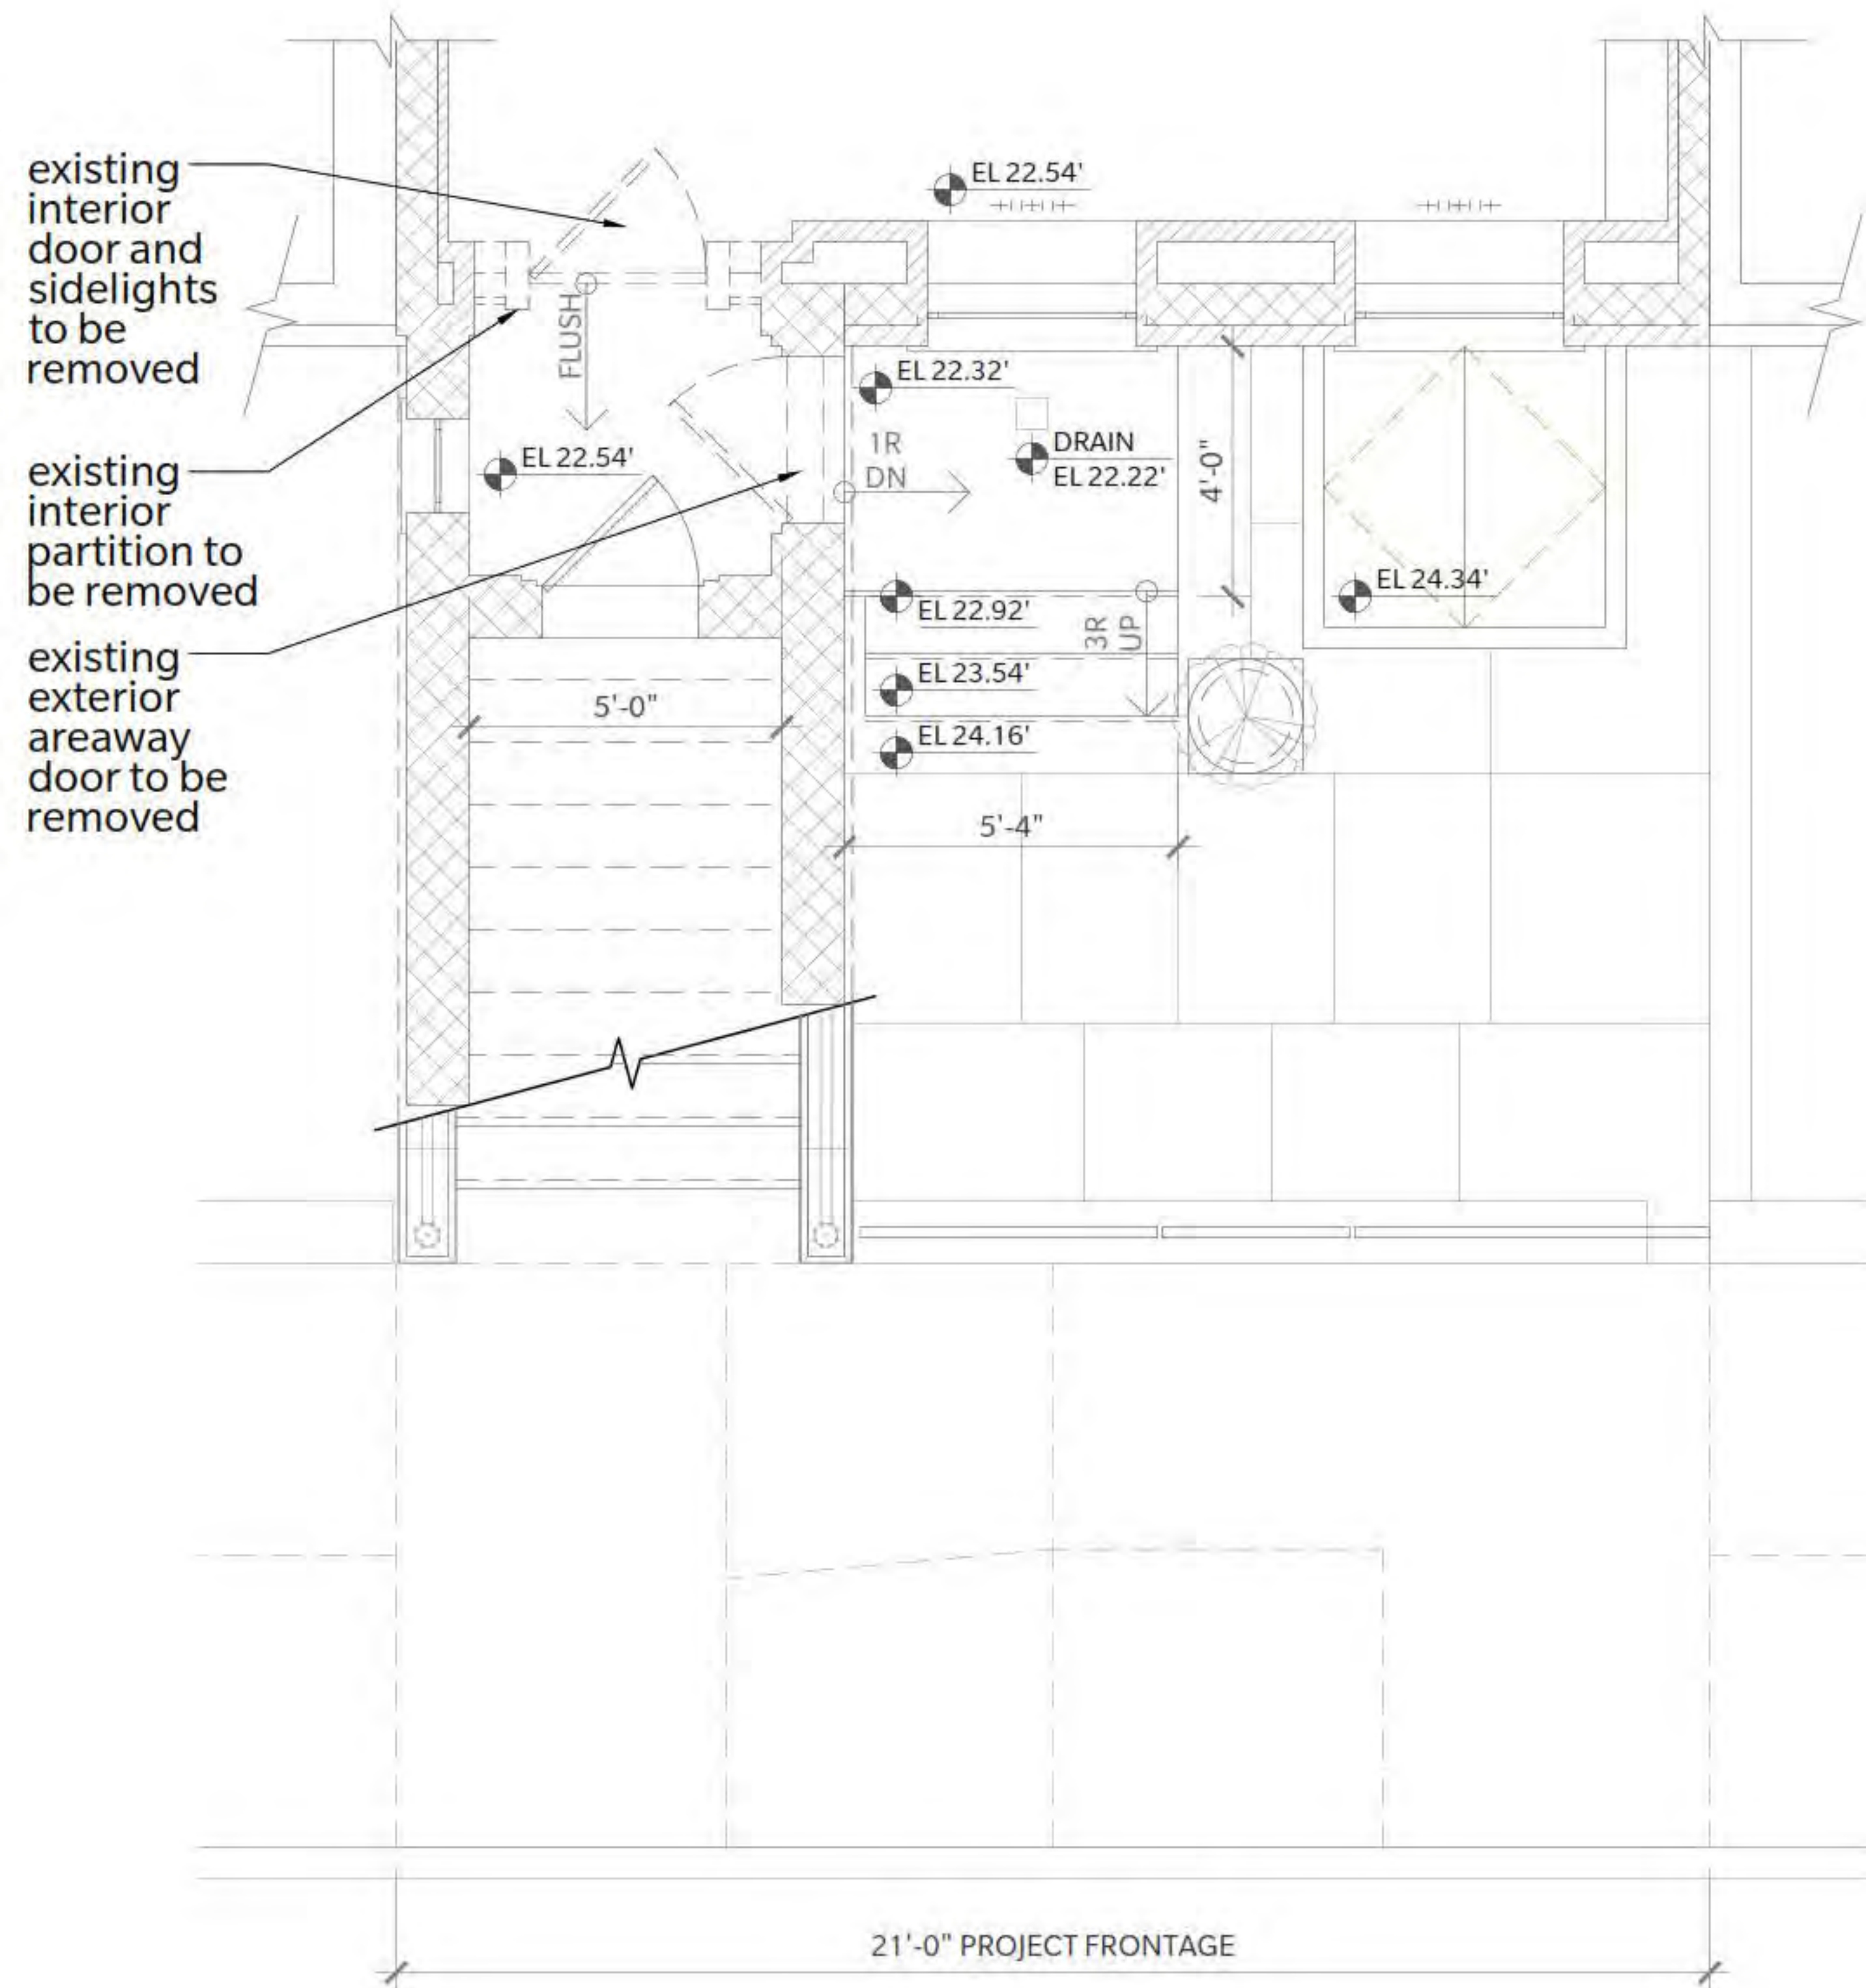 existing
interior
door and
sidelights
to be
removed
existing
interior
partition to
be removed
existing
exterior
areaway
door to be
removed
EL 22.54'
FLUSH
EL 22.32'
EL 22.54'
1R
DN
DRAIN
EL 22.22'
4'-0"
EL 24.34'
EL 22.92'
3R
UP
EL 23.54'
5'-0"
EL 24.16'
5'-4"
21'-0" PROJECT FRONTAGE